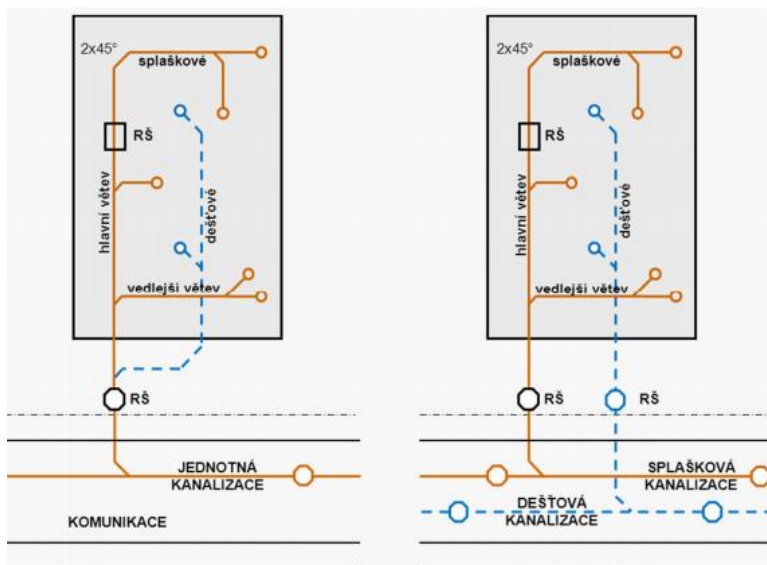 2x45°
splaškové
RŠ
hlavní větev
dešťové
vedlejší větev
RŠ
JEDNOTNÁ
KANALIZACE
KOMUNIKACE
2x45°
splaškové
RŠ
hlavní větev
dešťové
vedlejší větev
RŠ
RŠ
SPLAŠKOVÁ
KANALIZACE
DEŠŤOVÁ
KANALIZACE